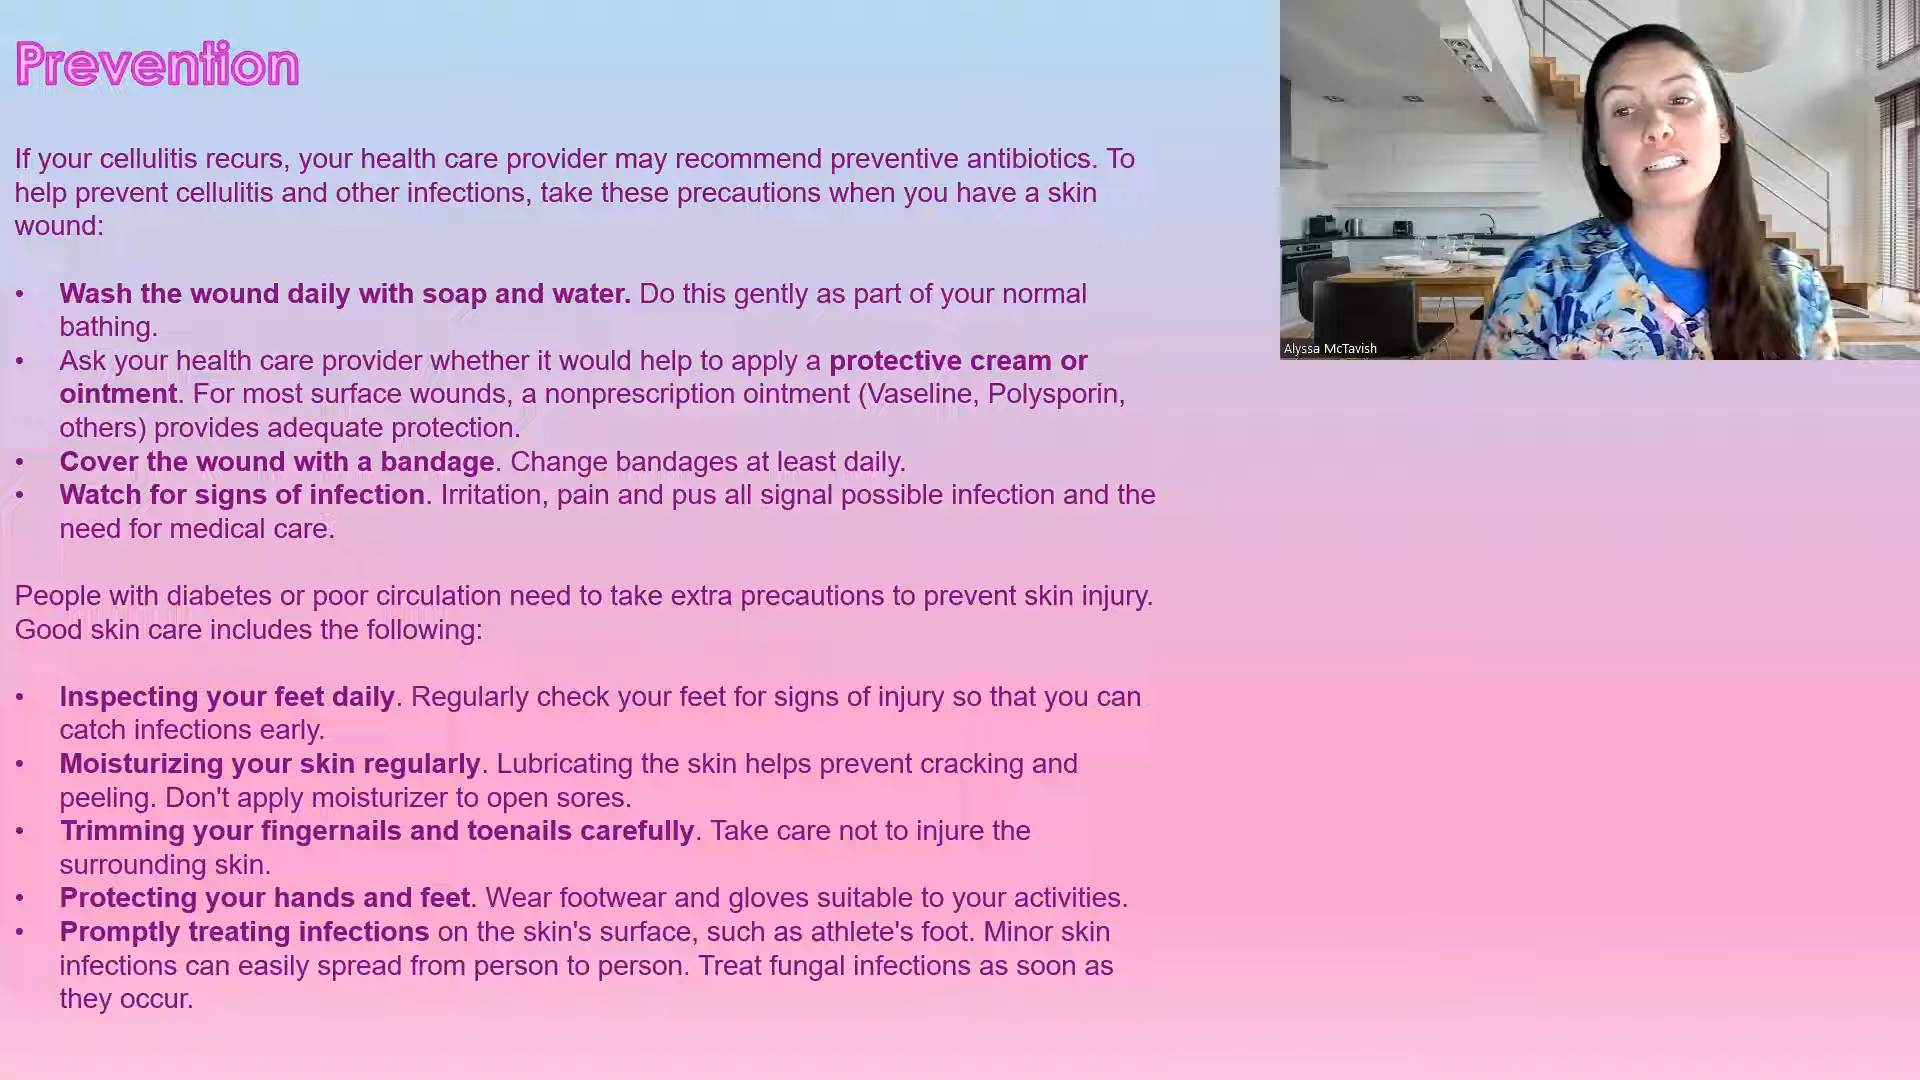 Prevention
If your cellulitis recurs, your health care provider may recommend preventive antibiotics. To
help prevent cellulitis and other infections, take these precautions when you have a skin
wound:
• Wash the wound daily with soap and water. Do this gently as part of your normal
bathing.
• Ask your health care provider whether it would help to apply a protective cream or
ointment. For most surface wounds, a nonprescription ointment (Vaseline, Polysporin,
others) provides adequate protection.
• Cover the wound with a bandage. Change bandages at least daily.
• Watch for signs of infection. Irritation, pain and pus all signal possible infection and the
need for medical care.
People with diabetes or poor circulation need to take extra precautions to prevent skin injury.
Good skin care includes the following:
• Inspecting your feet daily. Regularly check your feet for signs of injury so that you can
catch infections early.
• Moisturizing your skin regularly. Lubricating the skin helps prevent cracking and
peeling. Don't apply moisturizer to open sores.
• Trimming your fingernails and toenails carefully. Take care not to injure the
surrounding skin.
• Protecting your hands and feet. Wear footwear and gloves suitable to your activities.
• Promptly treating infections on the skin's surface, such as athlete's foot. Minor skin
infections can easily spread from person to person. Treat fungal infections as soon as
they occur.
Alyssa McTavish